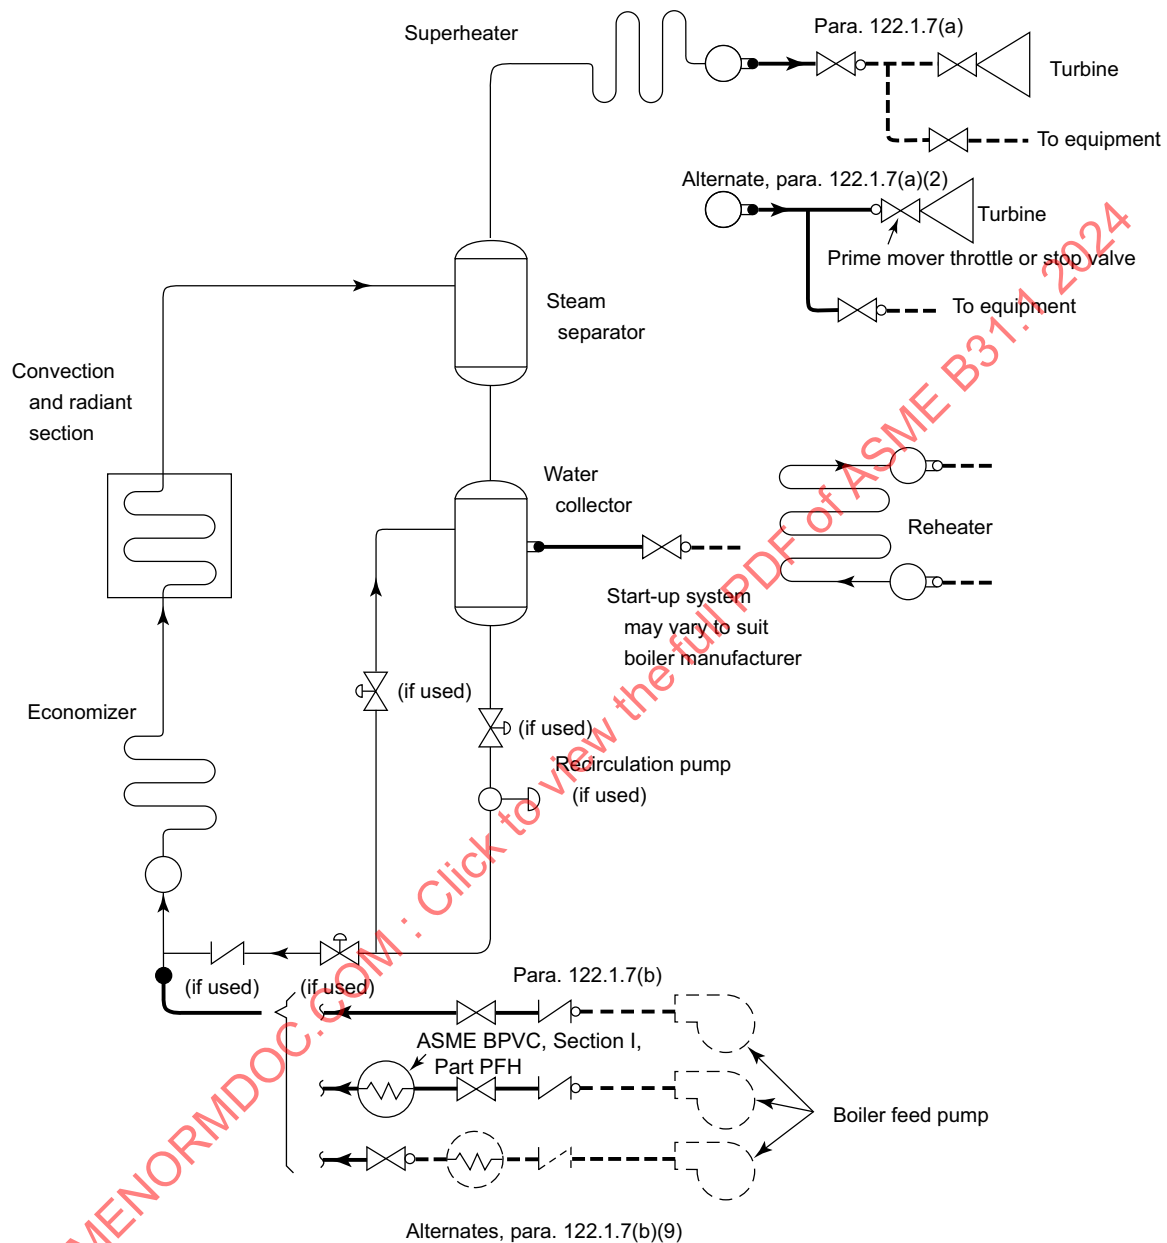 Superheater
Para. 122.1.7(a)
Turbine
To equipment
Alternate, para. 122.1.7(a)(2)
Turbine
Prime mover throttle or stop valve
To equipment
Steam
separator
Convection
and radiant
section
Water
collector
Reheater
Start-up system
may vary to suit
boiler manufacturer
(if used)
Economizer
(if used)
Recirculation pump
(if used)
(if used)
(if used)
Para. 122.1.7(b)
ASME BPVC, Section I,
Part PFH
Boiler feed pump
Alternates, para. 122.1.7(b)(9)
MENORMDOC.COM : Click to view the full PDF of ASME B31.1 2024